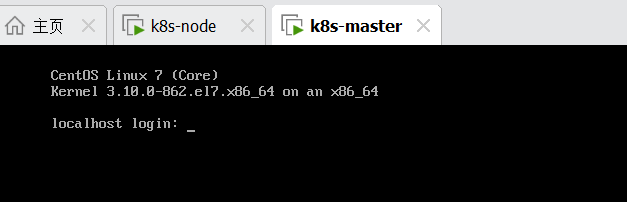 主页 k8s-node k8s-master
CentOS Linux 7 (Core)
Kernel 3.10.0-862.el7.x86_64 on an x86_64
localhost login: _